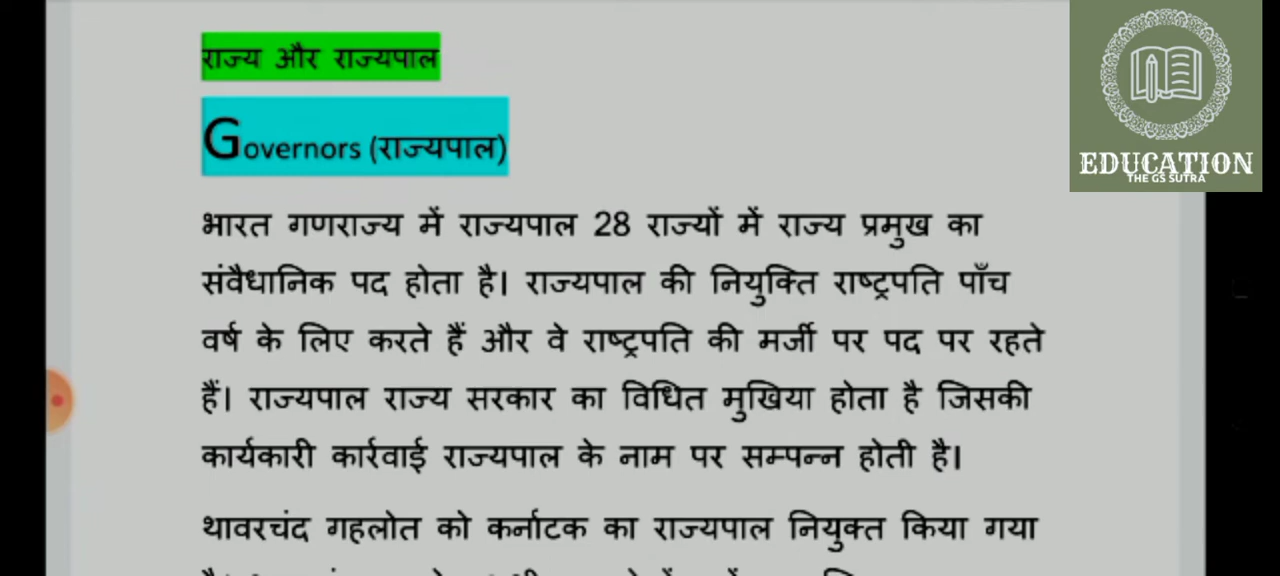 राज्य और राज्यपाल
Governors (राज्यपाल)
भारत गणराज्य में राज्यपाल 28 राज्यों में राज्य प्रमुख का
संवैधानिक पद होता है। राज्यपाल की नियुक्ति राष्ट्रपति पाँच
वर्ष के लिए करते हैं और वे राष्ट्रपति की मर्जी पर पद पर रहते
हैं। राज्यपाल राज्य सरकार का विधित मुखिया होता है जिसकी
कार्यकारी कार्रवाई राज्यपाल के नाम पर सम्पन्न होती है।
थावरचंद गहलोत को कर्नाटक का राज्यपाल नियुक्त किया गया
EDUCATION
THE GS SUTRA